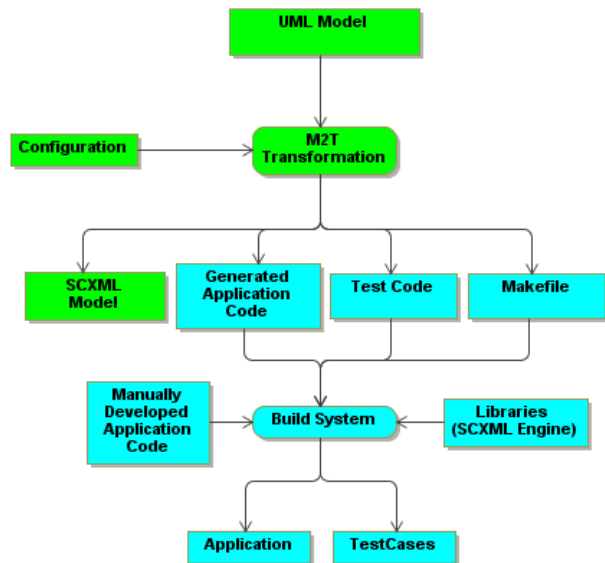 UML Model
Configuration
M2T
Transformation
SCXML
Model
Generated
Application
Code
Test Code
Makefile
Manually
Developed
Application
Code
Build System
Libraries
(SCXML Engine)
Application
TestCases